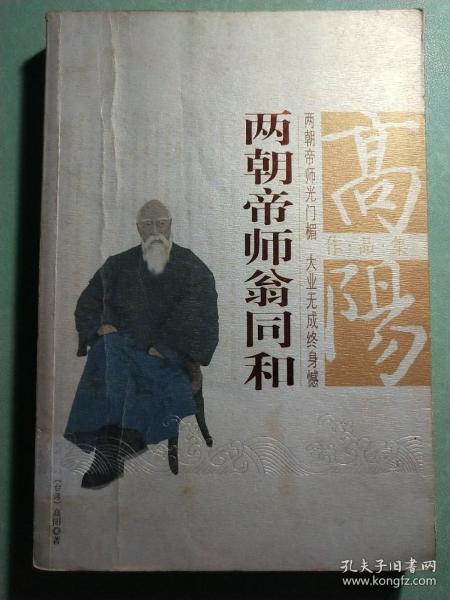 高陽
作品集
两朝帝师光门楣 大业无成终身憾
两朝帝师翁同和
（台湾）高阳◎著
孔夫子旧书网
www.kongfz.com